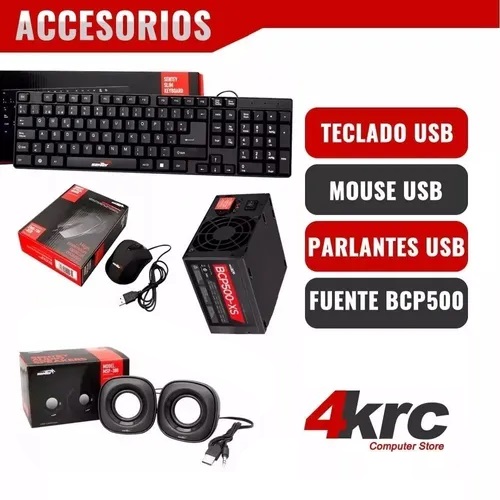 ACCESORIOS
TECLADO USB
MOUSE USB
PARLANTES USB
FUENTE BCP500
BCP500-XS
4krc
Computer Store